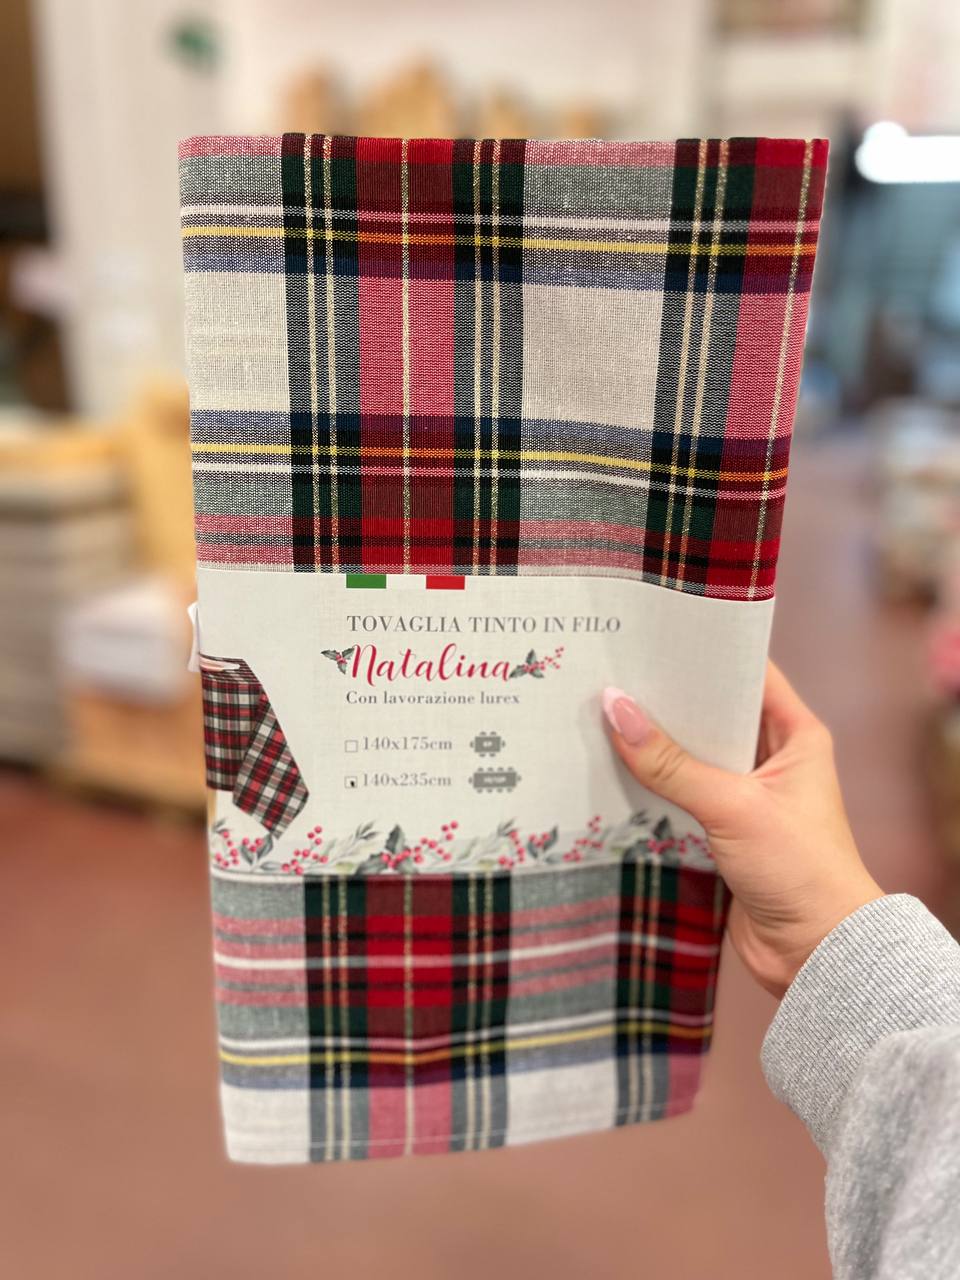 TOVAGLIA TINTO IN FILO
Natalina
Con lavorazione lurex
140x175cm
140x235cm